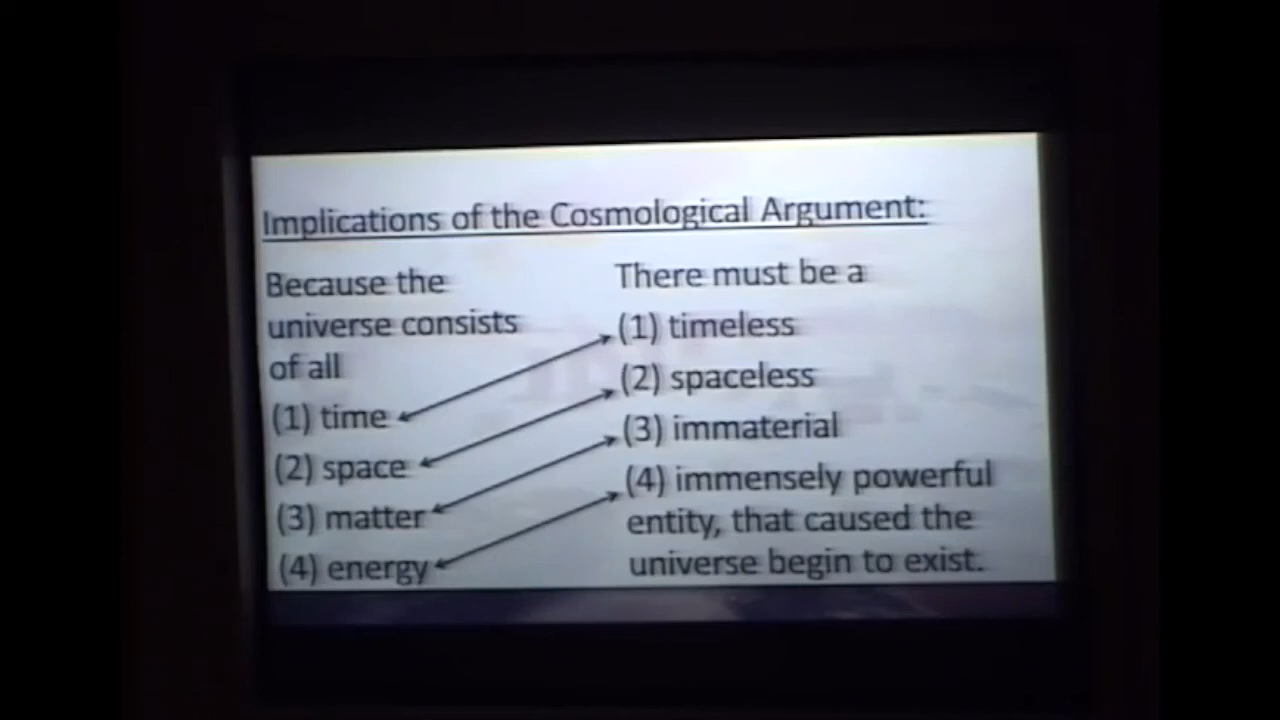 Implications of the Cosmological Argument:
Because the
universe consists
of all
(1) time
(2) space
(3) matter
(4) energy
There must be a
(1) timeless
(2) spaceless
(3) immaterial
(4) immensely powerful
entity, that caused the
universe begin to exist.